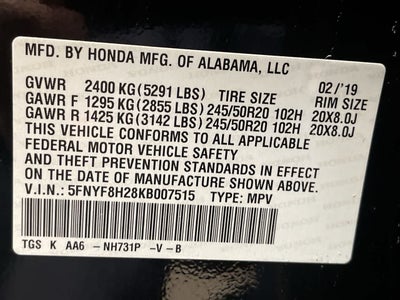 MFD. BY HONDA MFG. OF ALABAMA, LLC
02/'19
GVWR 2400 KG (5291 LBS) TIRE SIZE RIM SIZE
GAWR F 1295 KG (2855 LBS) 245/50R20 102H 20X8.0J
GAWR R 1425 KG (3142 LBS) 245/50R20 102H 20X8.0J
THIS VEHICLE CONFORMS TO ALL APPLICABLE
FEDERAL MOTOR VEHICLE SAFETY
AND THEFT PREVENTION STANDARDS IN EFFECT
ON THE DATE OF MANUFACTURE SHOWN ABOVE.
V.I.N.: 5FNYF8H28KB007515 TYPE: MPV
TGS K AA6 -NH731P -V-B